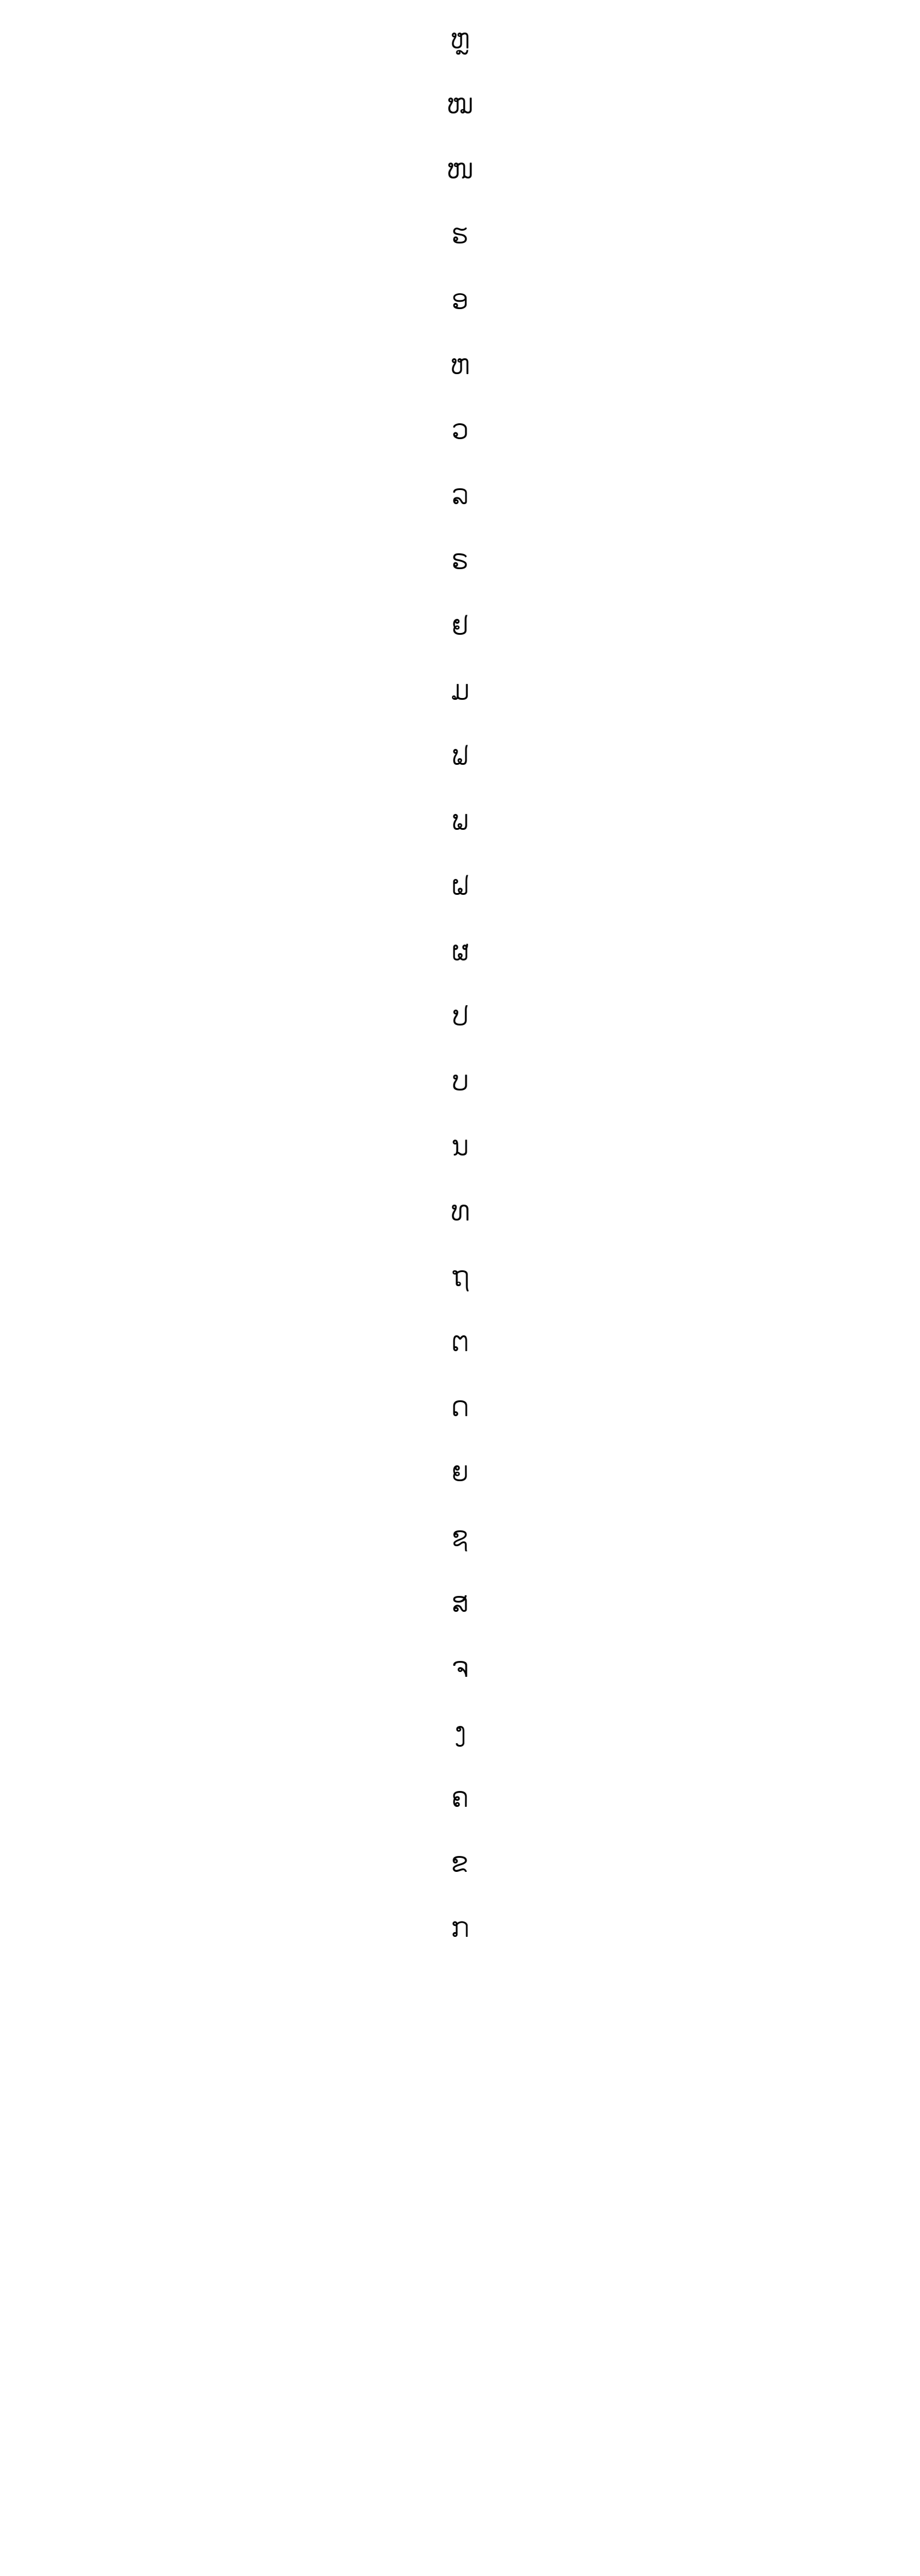 ຫຼ
ໝ
ໜ
ຮ
ອ
ຫ
ວ
ລ
ຣ
ຢ
ມ
ຟ
ພ
ຝ
ຜ
ປ
ບ
ນ
ທ
ຖ
ຕ
ດ
ຍ
ຊ
ສ
ຈ
ງ
ຄ
ຂ
ກ